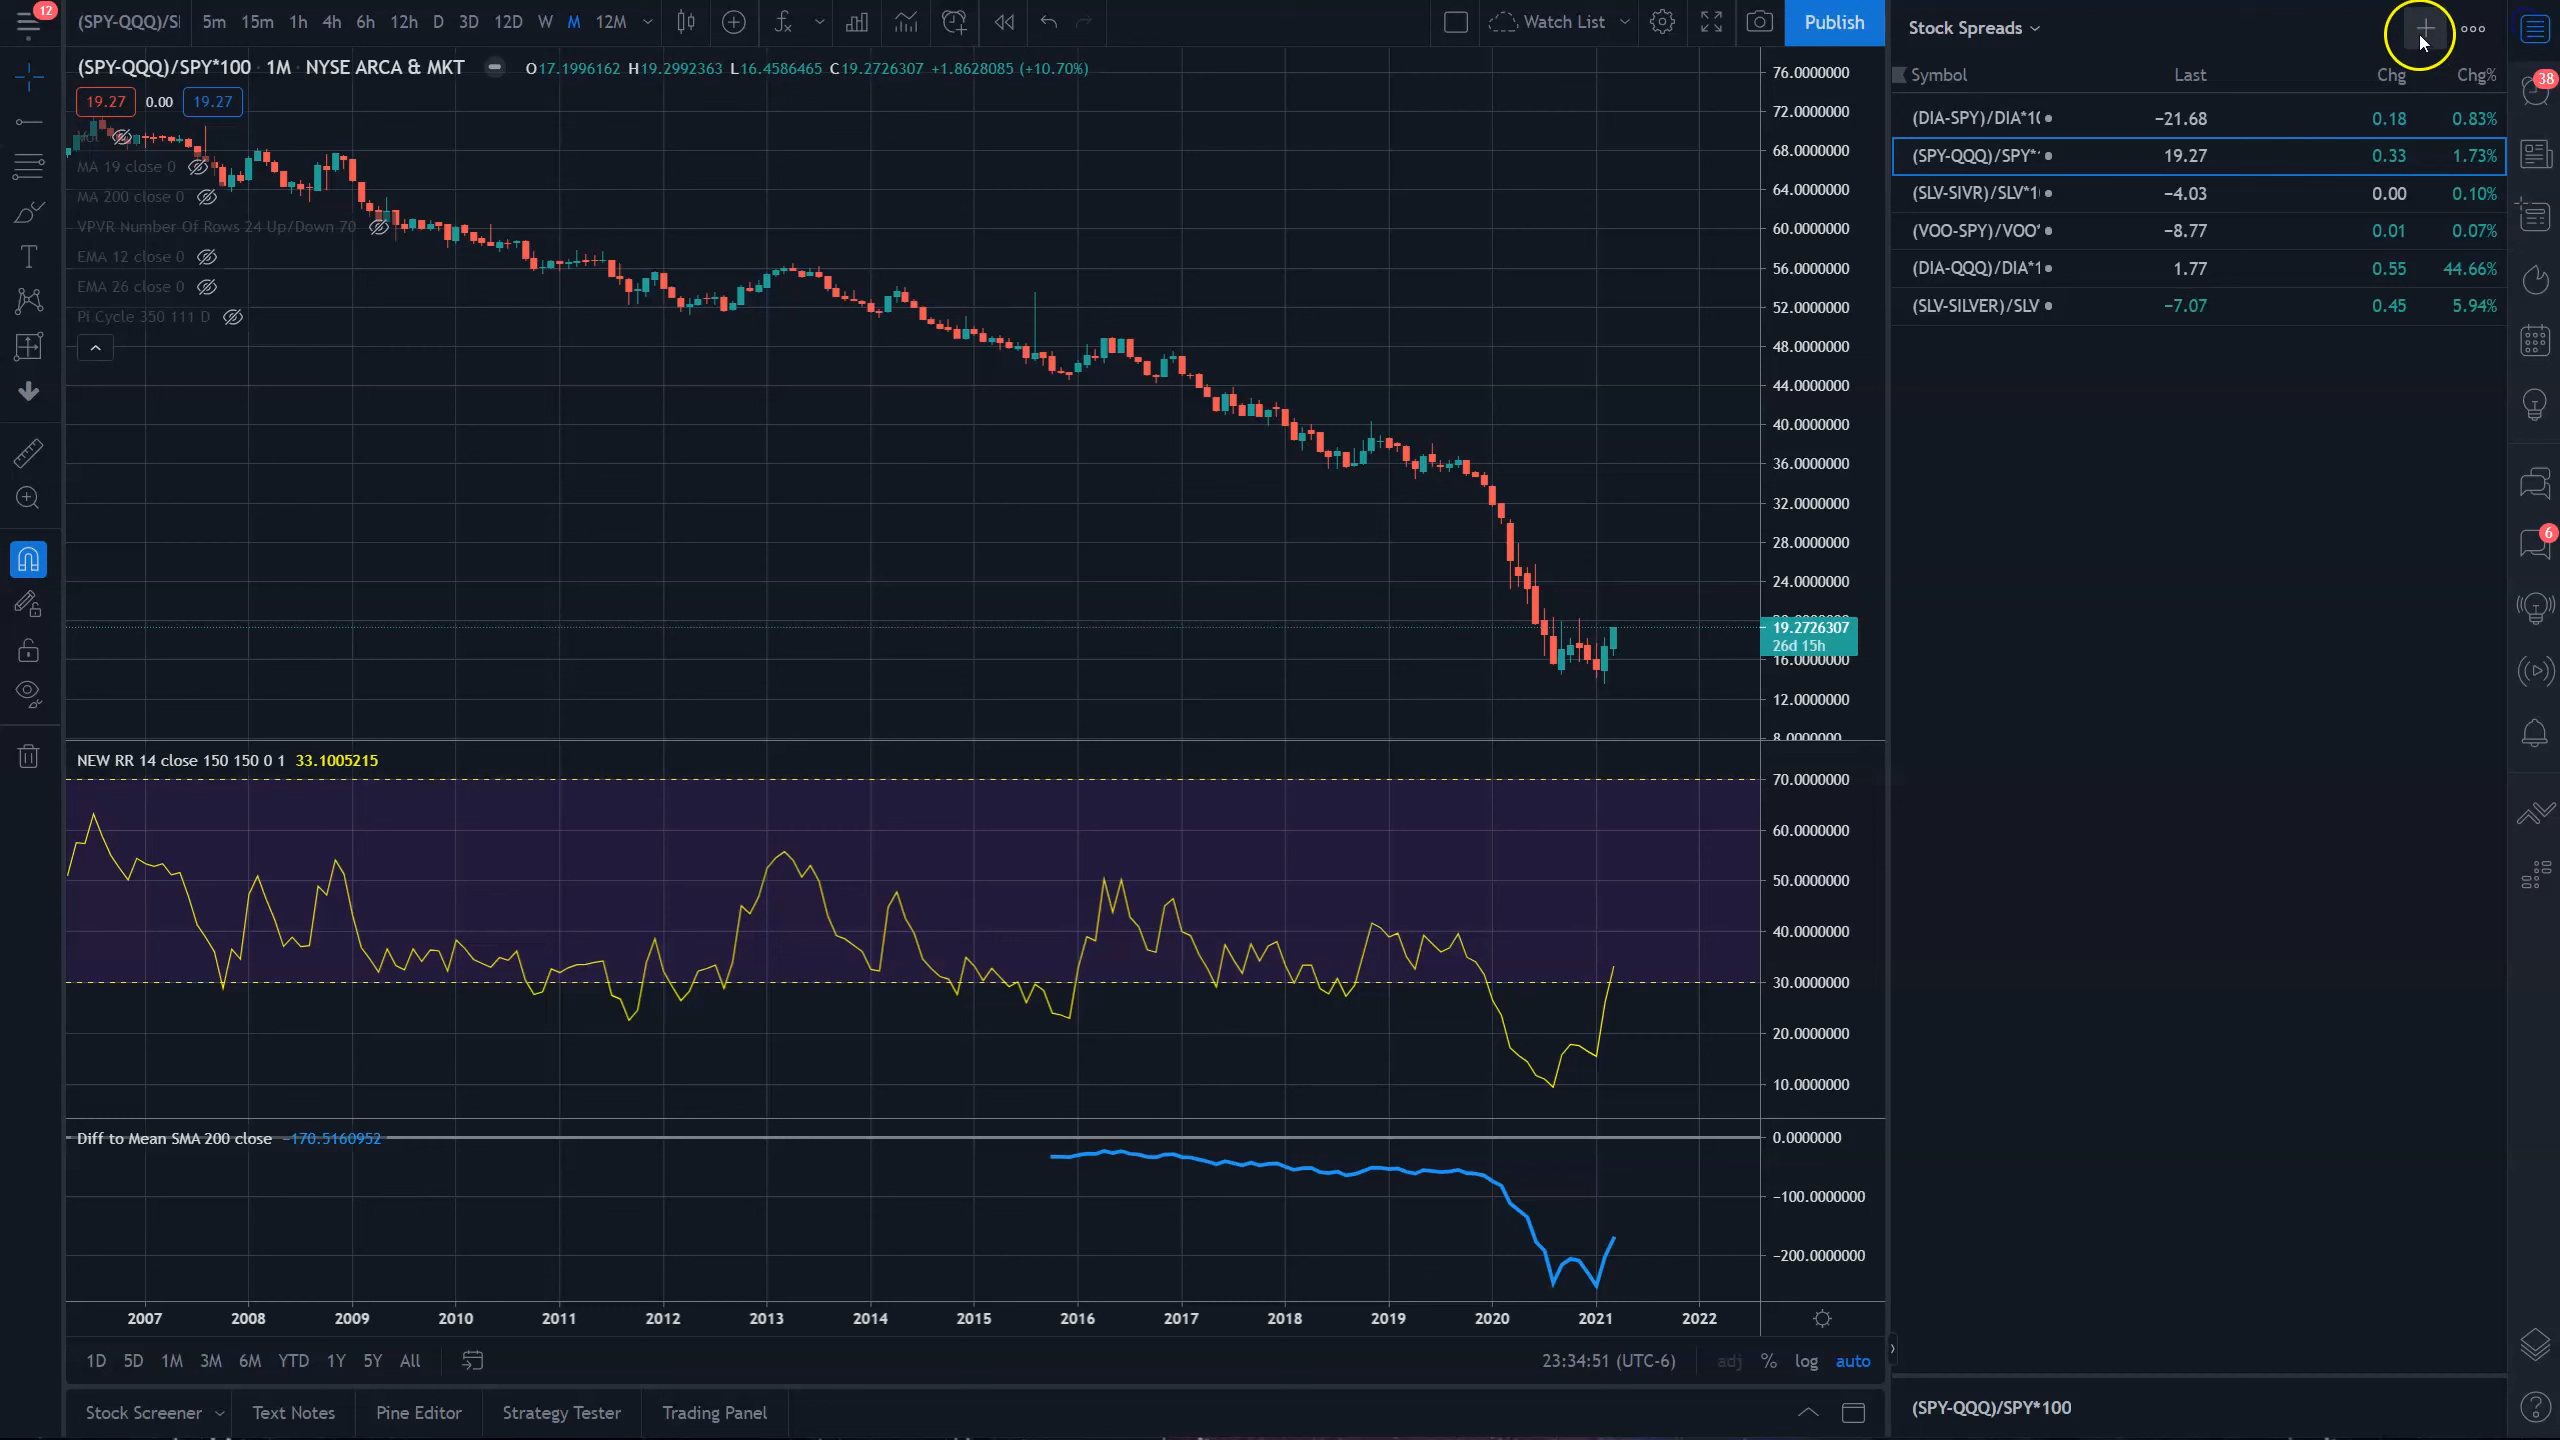 12
(SPY-QQQ)/SI 5m 15m 1h 4h 6h 12h D 3D 12D W M 12M Watch List Publish
(SPY-QQQ)/SPY*100 · 1M · NYSE ARCA & MKT O17.1996162 H19.2992363 L16.4586465 C19.2726307 +1.8628085 (+10.70%)
19.27 0.00 19.27
MA 19 close 0
MA 200 close 0
VPVR Number Of Rows 24 Up/Down 70
EMA 12 close 0
EMA 26 close 0
Pi Cycle 350 111 D
76.0000000
72.0000000
68.0000000
64.0000000
60.0000000
56.0000000
52.0000000
48.0000000
44.0000000
40.0000000
36.0000000
32.0000000
28.0000000
24.0000000
19.2726307
26d 15h
16.0000000
12.0000000
8.0000000
NEW RR 14 close 150 150 0 1 33.1005215
70.0000000
60.0000000
50.0000000
40.0000000
30.0000000
20.0000000
10.0000000
Diff to Mean SMA 200 close −170.5160952
0.0000000
−100.0000000
−200.0000000
2007 2008 2009 2010 2011 2012 2013 2014 2015 2016 2017 2018 2019 2020 2021 2022
1D 5D 1M 3M 6M YTD 1Y 5Y All 23:34:51 (UTC-6) adj % log auto
Stock Screener Text Notes Pine Editor Strategy Tester Trading Panel
Stock Spreads
Symbol Last Chg Chg%
(DIA-SPY)/DIA*1( −21.68 0.18 0.83%
(SPY-QQQ)/SPY* 19.27 0.33 1.73%
(SLV-SIVR)/SLV*1 −4.03 0.00 0.10%
(VOO-SPY)/VOO* −8.77 0.01 0.07%
(DIA-QQQ)/DIA*1 1.77 0.55 44.66%
(SLV-SILVER)/SLV −7.07 0.45 5.94%
(SPY-QQQ)/SPY*100
38
6